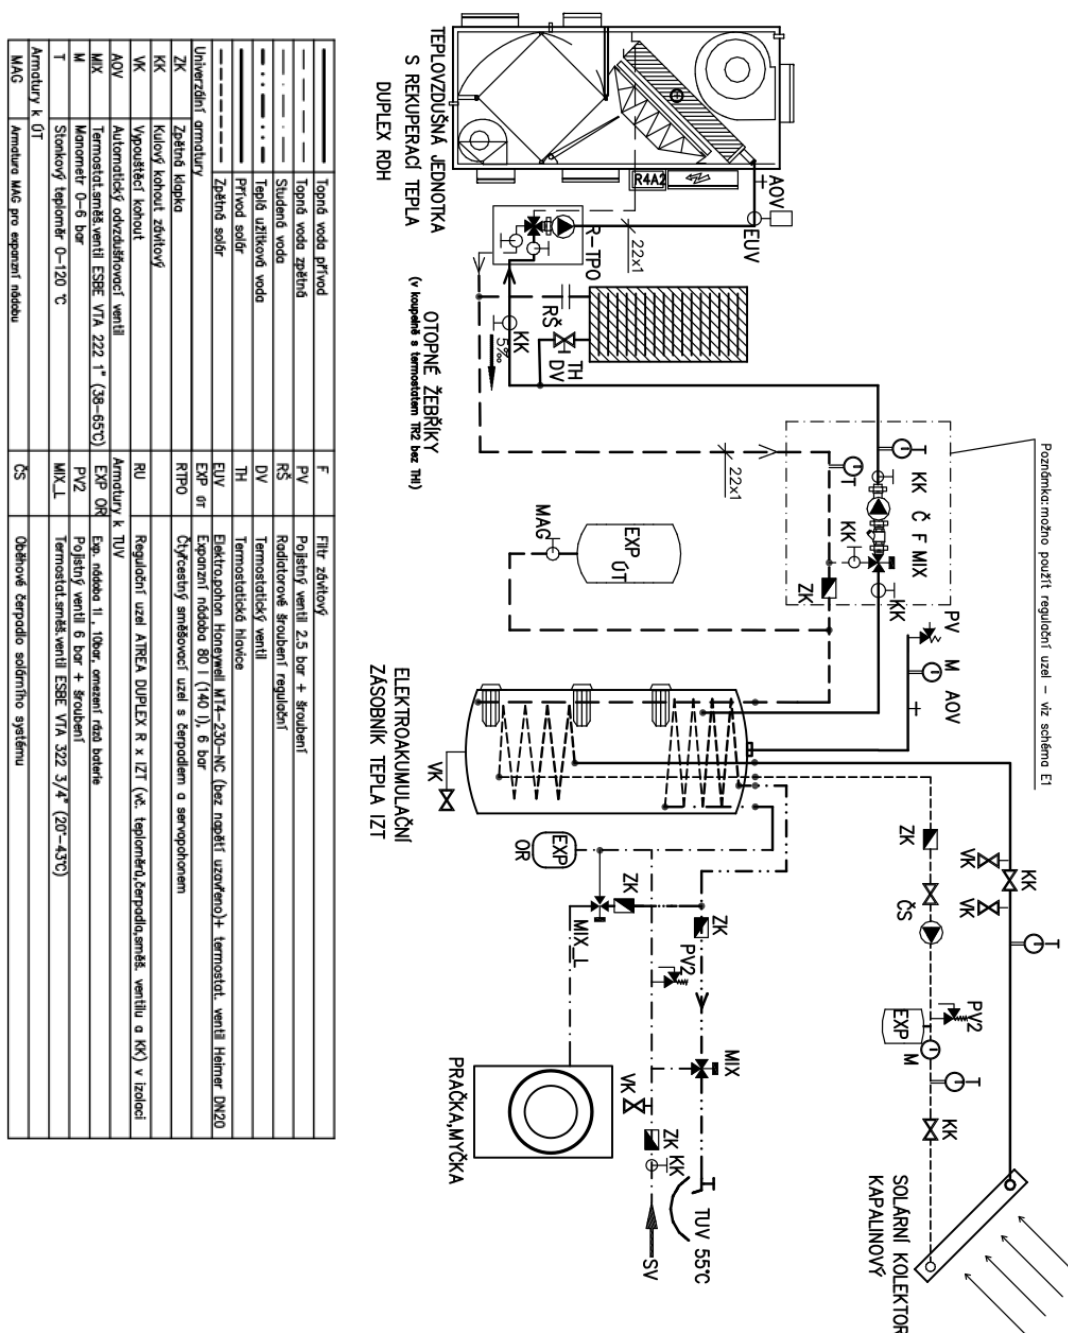 Poznámka:možno použít regulační uzel – viz schéma E1
SOLÁRNÍ KOLEKTOR
KAPALINOVÝ
TEPLOVZDUŠNÁ JEDNOTKA
S REKUPERACÍ TEPLA
DUPLEX RDH
R4A2
AOV
EUV
R-TPO
22x1
OTOPNÉ ŽEBŘÍKY
(v koupelně s termostatem TR2 bez TH!)
RŠ
TH
DV
KK
5‰
22x1
T
KK
Č
F
MIX
T
KK
ZK
KK
MAG
EXP
ÚT
PV
M
AOV
ELEKTROAKUMULAČNÍ
ZÁSOBNÍK TEPLA IZT
VK
EXP
OR
ZK
MIX_L
ZK
PV2
MIX
VK
ZK
KK
TUV 55°C
SV
PRAČKA,MYČKA
ZK
ČS
VK
KK
VK
T
PV2
EXP
M
T
KK
Topná voda přívod
Topná voda zpětná
Studená voda
Teplá užitková voda
Přívod solár
Zpětná solár
Univerzální armatury
ZK Zpětná klapka
KK Kulový kohout závitový
VK Vypouštěcí kohout
AOV Automatický odvzdušňovací ventil
MIX Termostat.směš.ventil ESBE VTA 222 1" (38–65°C)
M Manometr 0–6 bar
T Stonkový teploměr 0–120 °C
Armatury k ÚT
MAG Armatura MAG pro expanzní nádobu
F Filtr závitový
PV Pojistný ventil 2.5 bar + šroubení
RŠ Radiatorové šroubení regulační
DV Termostatický ventil
TH Termostatická hlavice
EUV Elektro.pohon Honeywell MT4–230–NC (bez napětí uzavřeno)+ termostat. ventil Heimer DN20
EXP ÚT Expanzní nádoba 80 l (140 l), 6 bar
RTPO Čtyřcestný směšovací uzel s čerpadlem a servopohonem
RU Regulační uzel ATREA DUPLEX R x IZT (vč. teploměrů,čerpadla,směš. ventilu a KK) v izolaci
Armatury k TUV
EXP OR Exp. nádoba 1l , 10bar, omezení rázů baterie
PV2 Pojistný ventil 6 bar + šroubení
MIX_L Termostat.směš.ventil ESBE VTA 322 3/4" (20°–43°C)
ČS Oběhové čerpadlo solárního systému